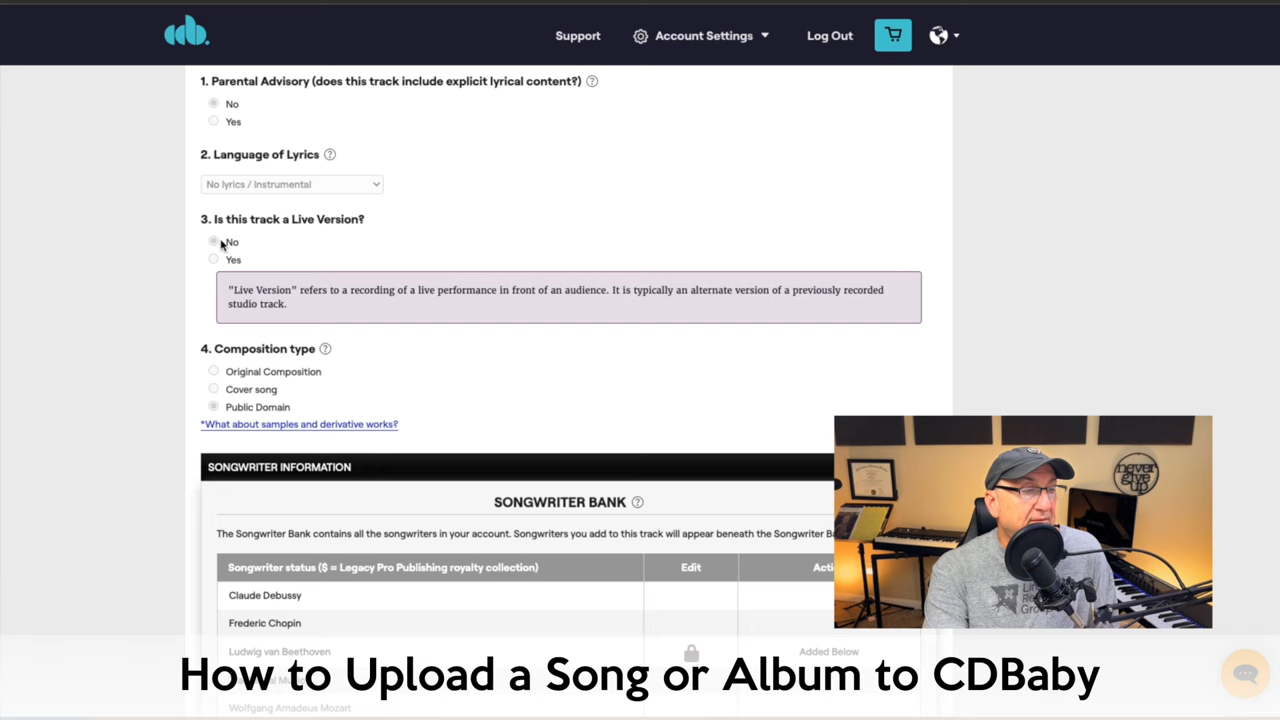 cdb.
Support
Account Settings
Log Out
1. Parental Advisory (does this track include explicit lyrical content?) ?
No
Yes
2. Language of Lyrics ?
No lyrics / Instrumental
3. Is this track a Live Version?
No
Yes
"Live Version" refers to a recording of a live performance in front of an audience. It is typically an alternate version of a previously recorded
studio track.
4. Composition type ?
Original Composition
Cover song
Public Domain
*What about samples and derivative works?
SONGWRITER INFORMATION
SONGWRITER BANK ?
The Songwriter Bank contains all the songwriters in your account. Songwriters you add to this track will appear beneath the Songwriter
Songwriter status ($ = Legacy Pro Publishing royalty collection) Edit
Claude Debussy
Frederic Chopin
Ludwig van Beethoven Added Below
Wolfgang Amadeus Mozart
never
give
up
How to Upload a Song or Album to CDBaby